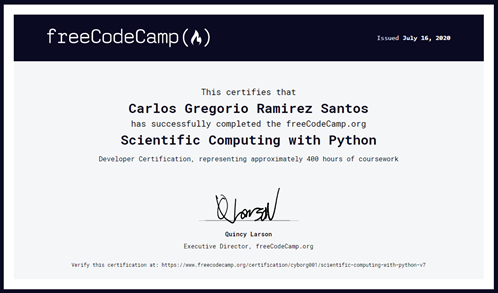 freeCodeCamp(🔥)
Issued July 16, 2020
This certifies that
Carlos Gregorio Ramirez Santos
has successfully completed the freeCodeCamp.org
Scientific Computing with Python
Developer Certification, representing approximately 400 hours of coursework
QLarson
Quincy Larson
Executive Director, freeCodeCamp.org
Verify this certification at: https://www.freecodecamp.org/certification/cyborg001/scientific-computing-with-python-v7